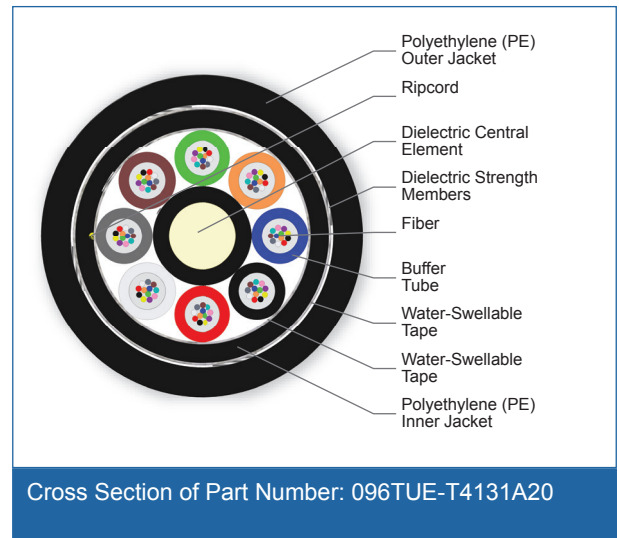 Polyethylene (PE)
Outer Jacket
Ripcord
Dielectric Central
Element
Dielectric Strength
Members
Fiber
Buffer
Tube
Water-Swellable
Tape
Water-Swellable
Tape
Polyethylene (PE)
Inner Jacket
Cross Section of Part Number: 096TUE-T4131A20